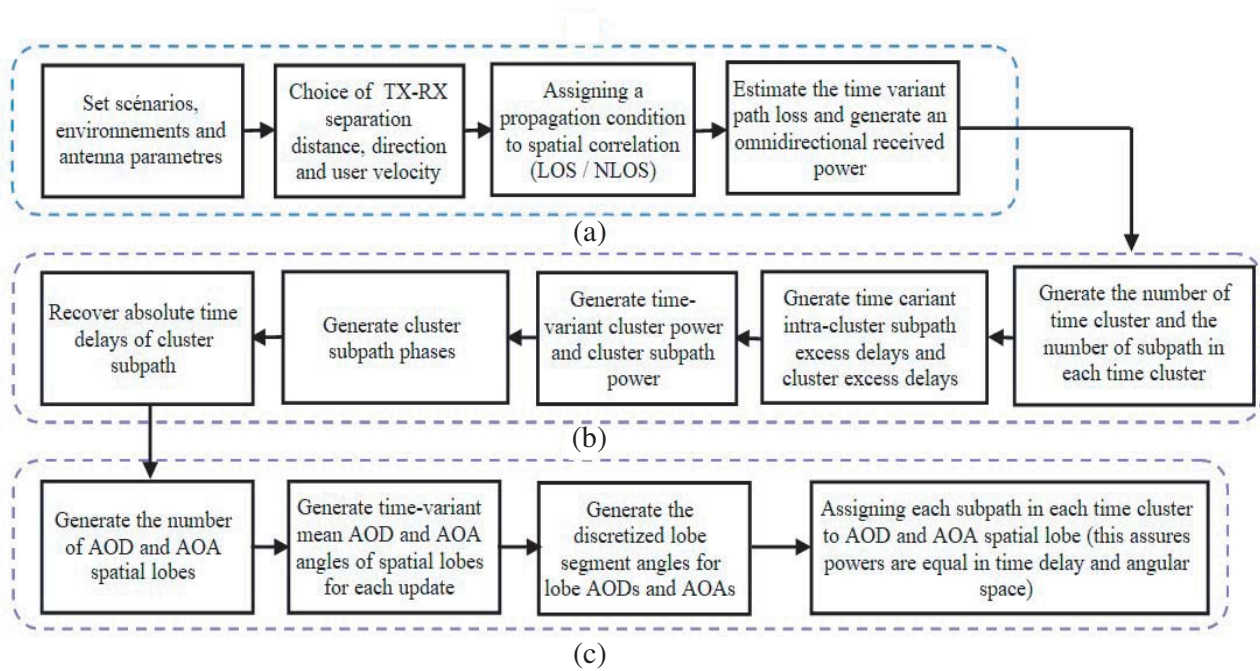 Set scénarios,
environnements and
antenna parametres
Choice of TX-RX
separation
distance, direction
and user velocity
Assigning a
propagation condition
to spatial correlation
(LOS / NLOS)
Estimate the time variant
path loss and generate an
omnidirectional received
power
(a)
Gnerate the number of
time cluster and the
number of subpath in
each time cluster
Gnerate time cariant
intra-cluster subpath
excess delays and
cluster excess delays
Generate time-
variant cluster power
and cluster subpath
power
Generate cluster
subpath phases
Recover absolute time
delays of cluster
subpath
(b)
Generate the number
of AOD and AOA
spatial lobes
Generate time-variant
mean AOD and AOA
angles of spatial lobes
for each update
Generate the
discretized lobe
segment angles for
lobe AODs and AOAs
Assigning each subpath in each time cluster
to AOD and AOA spatial lobe (this assures
powers are equal in time delay and angular
space)
(c)